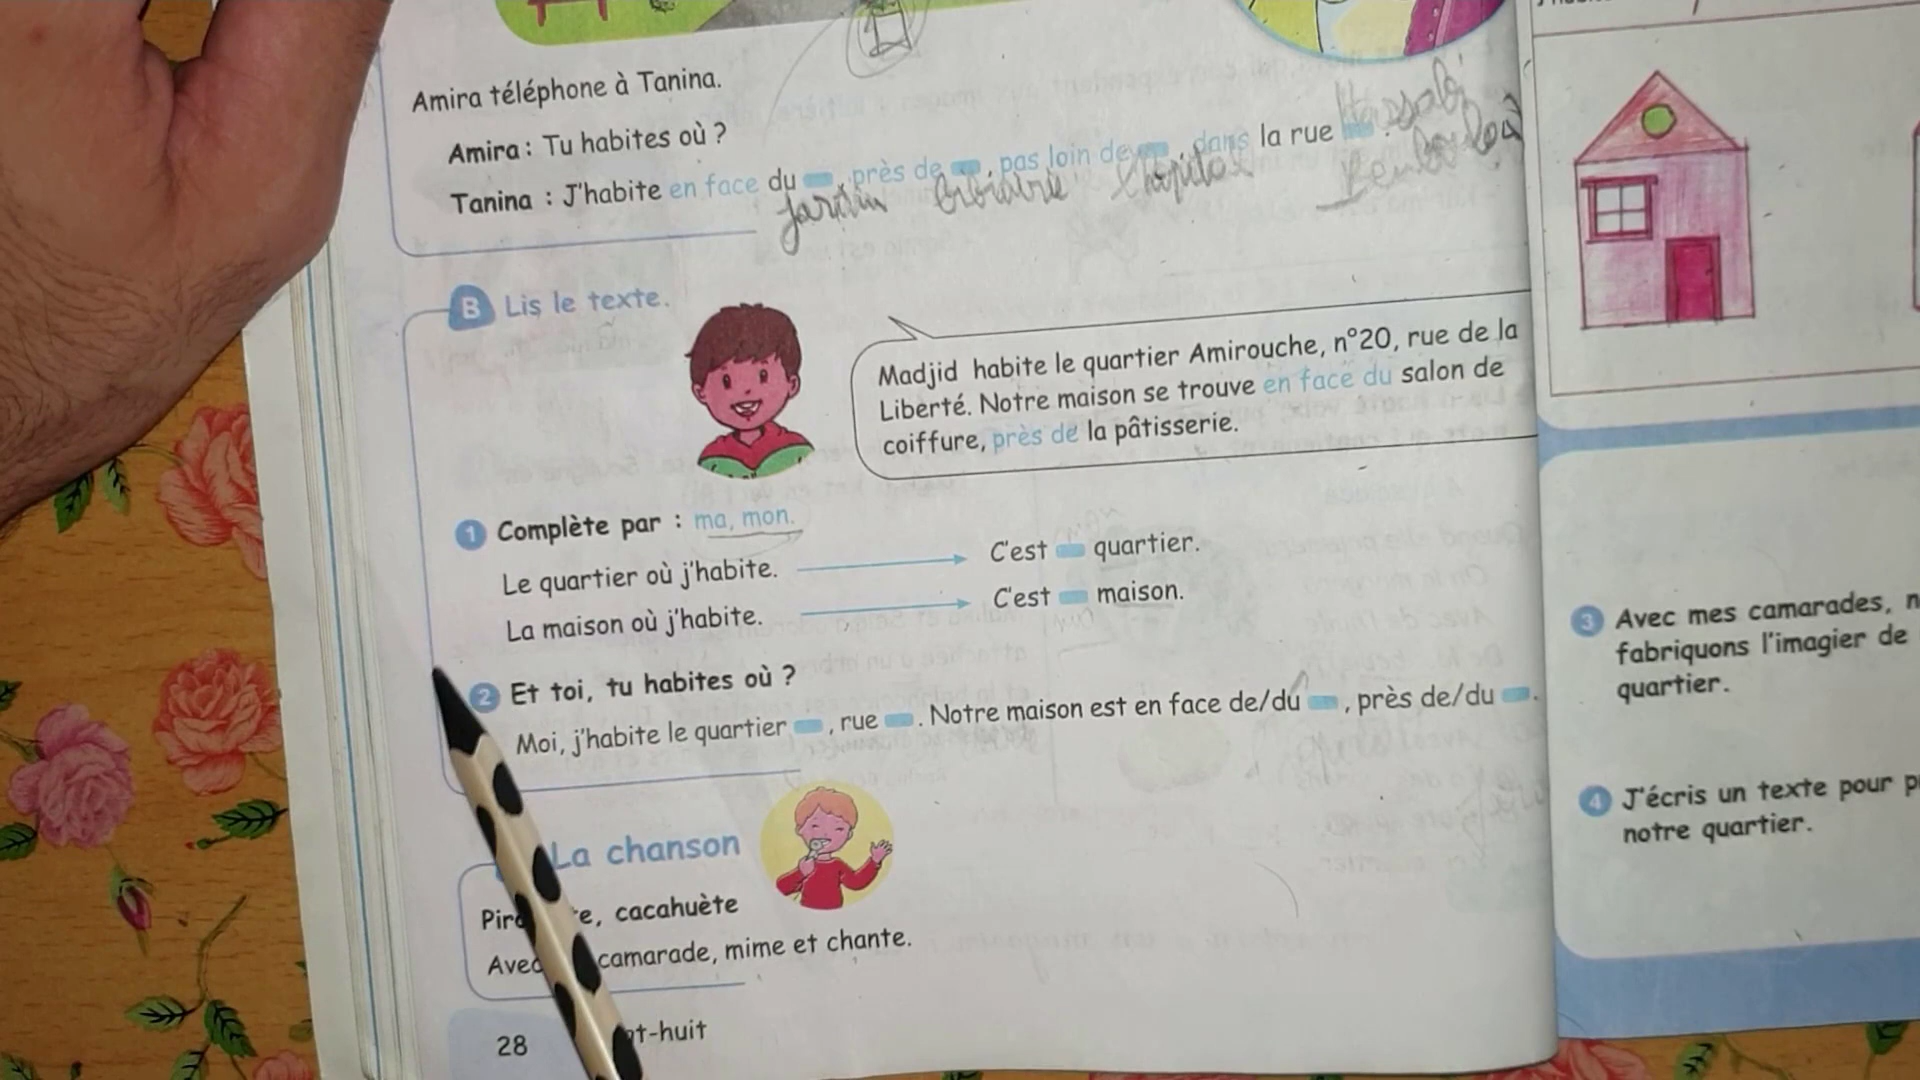 Amira téléphone à Tanina.
Amira : Tu habites où ?
Tanina : J'habite en face du , près de , pas loin de , dans la rue .
jardin
B Lis le texte.
Madjid habite le quartier Amirouche, n°20, rue de la
Liberté. Notre maison se trouve en face du salon de
coiffure, près de la pâtisserie.
1 Complète par : ma, mon.
Le quartier où j'habite. C'est quartier.
La maison où j'habite. C'est maison.
2 Et toi, tu habites où ?
Moi, j'habite le quartier , rue . Notre maison est en face de/du , près de/du .
La chanson
cacahuète
camarade, mime et chante.
28
3 Avec mes camarades,
fabriquons l'imagier de
quartier.
4 J'écris un texte pour
notre quartier.